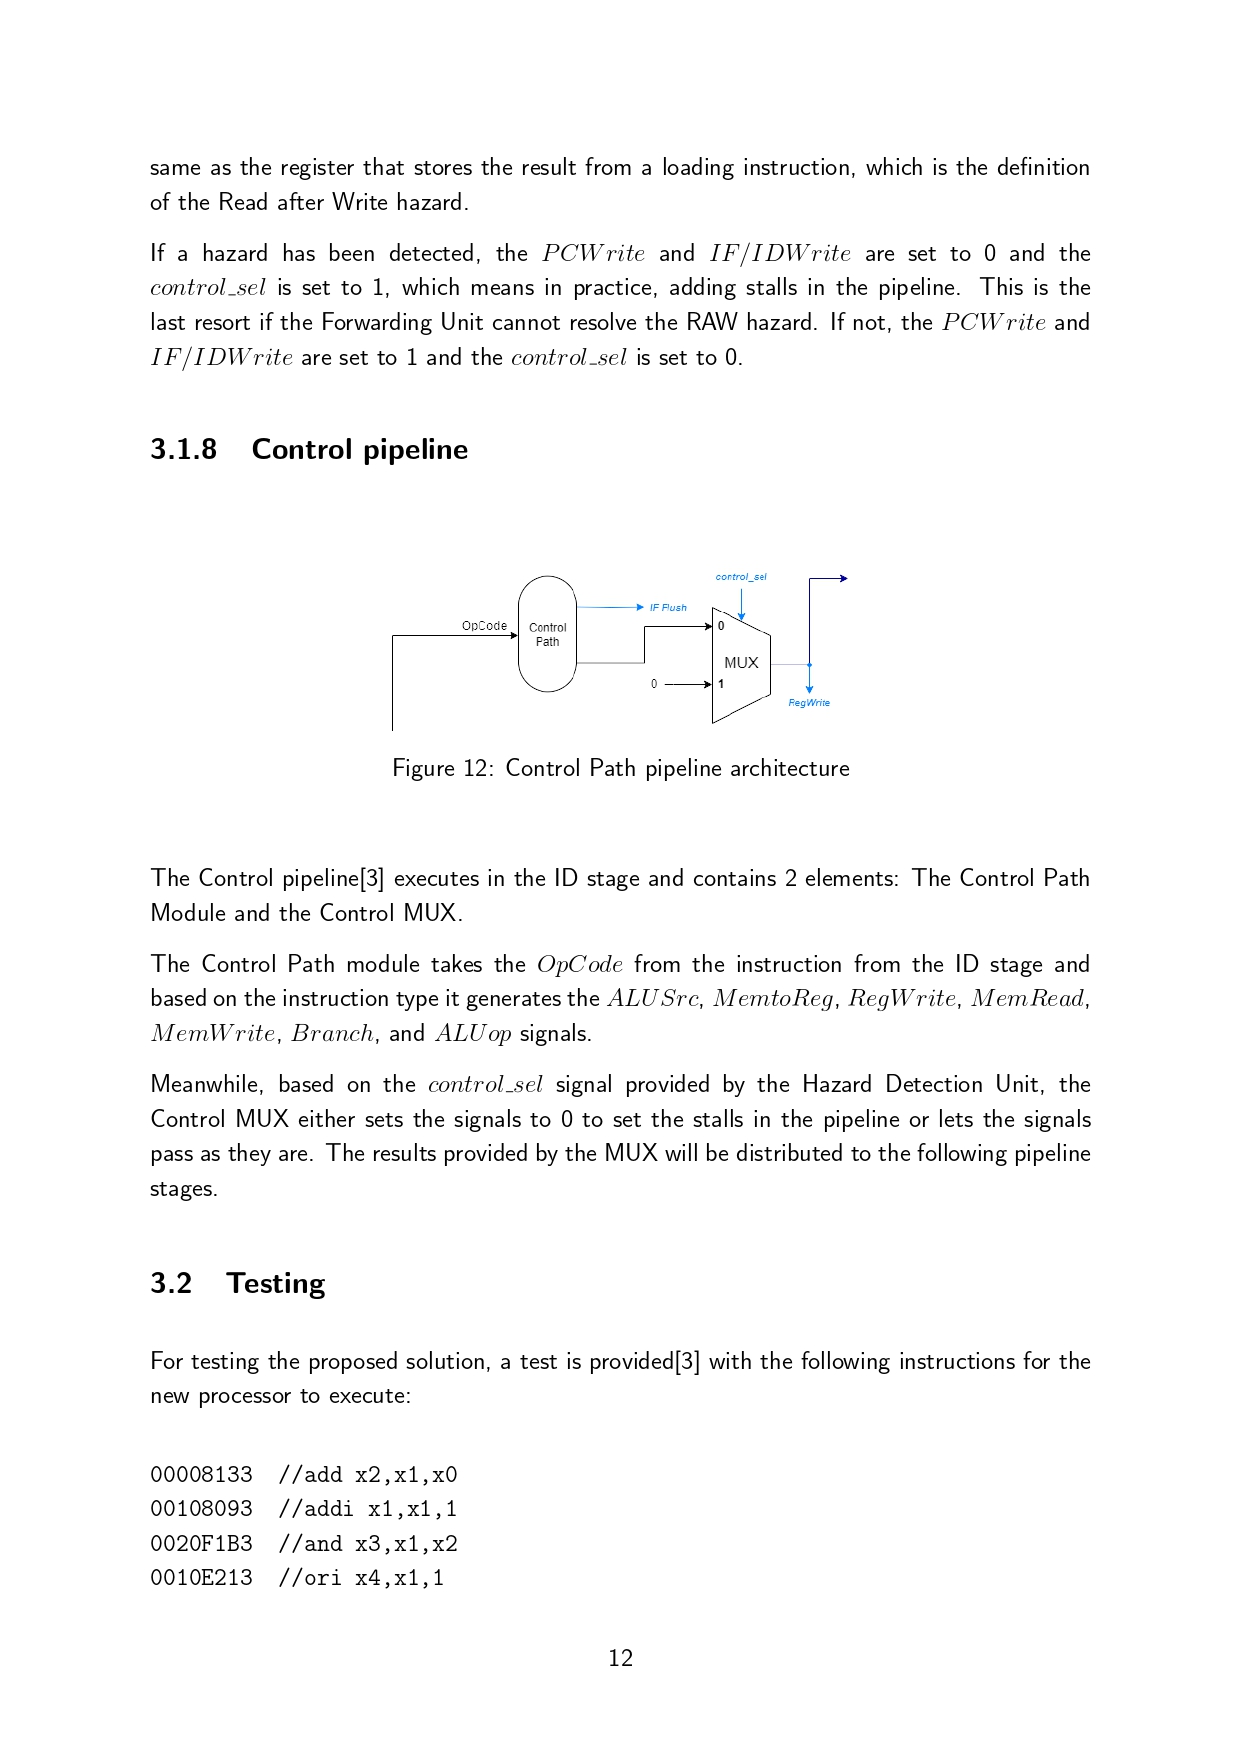 same as the register that stores the result from a loading instruction, which is the definition
of the Read after Write hazard.
If a hazard has been detected, the PCWrite and IF/IDWrite are set to 0 and the
control_sel is set to 1, which means in practice, adding stalls in the pipeline. This is the
last resort if the Forwarding Unit cannot resolve the RAW hazard. If not, the PCWrite and
IF/IDWrite are set to 1 and the control_sel is set to 0.
3.1.8 Control pipeline
control_sel
IF Flush
OpCode
Control
Path
0
MUX
0
1
RegWrite
Figure 12: Control Path pipeline architecture
The Control pipeline[3] executes in the ID stage and contains 2 elements: The Control Path
Module and the Control MUX.
The Control Path module takes the OpCode from the instruction from the ID stage and
based on the instruction type it generates the ALUSrc, MemtoReg, RegWrite, MemRead,
MemWrite, Branch, and ALUop signals.
Meanwhile, based on the control_sel signal provided by the Hazard Detection Unit, the
Control MUX either sets the signals to 0 to set the stalls in the pipeline or lets the signals
pass as they are. The results provided by the MUX will be distributed to the following pipeline
stages.
3.2 Testing
For testing the proposed solution, a test is provided[3] with the following instructions for the
new processor to execute:
00008133 //add x2,x1,x0
00108093 //addi x1,x1,1
0020F1B3 //and x3,x1,x2
0010E213 //ori x4,x1,1
12